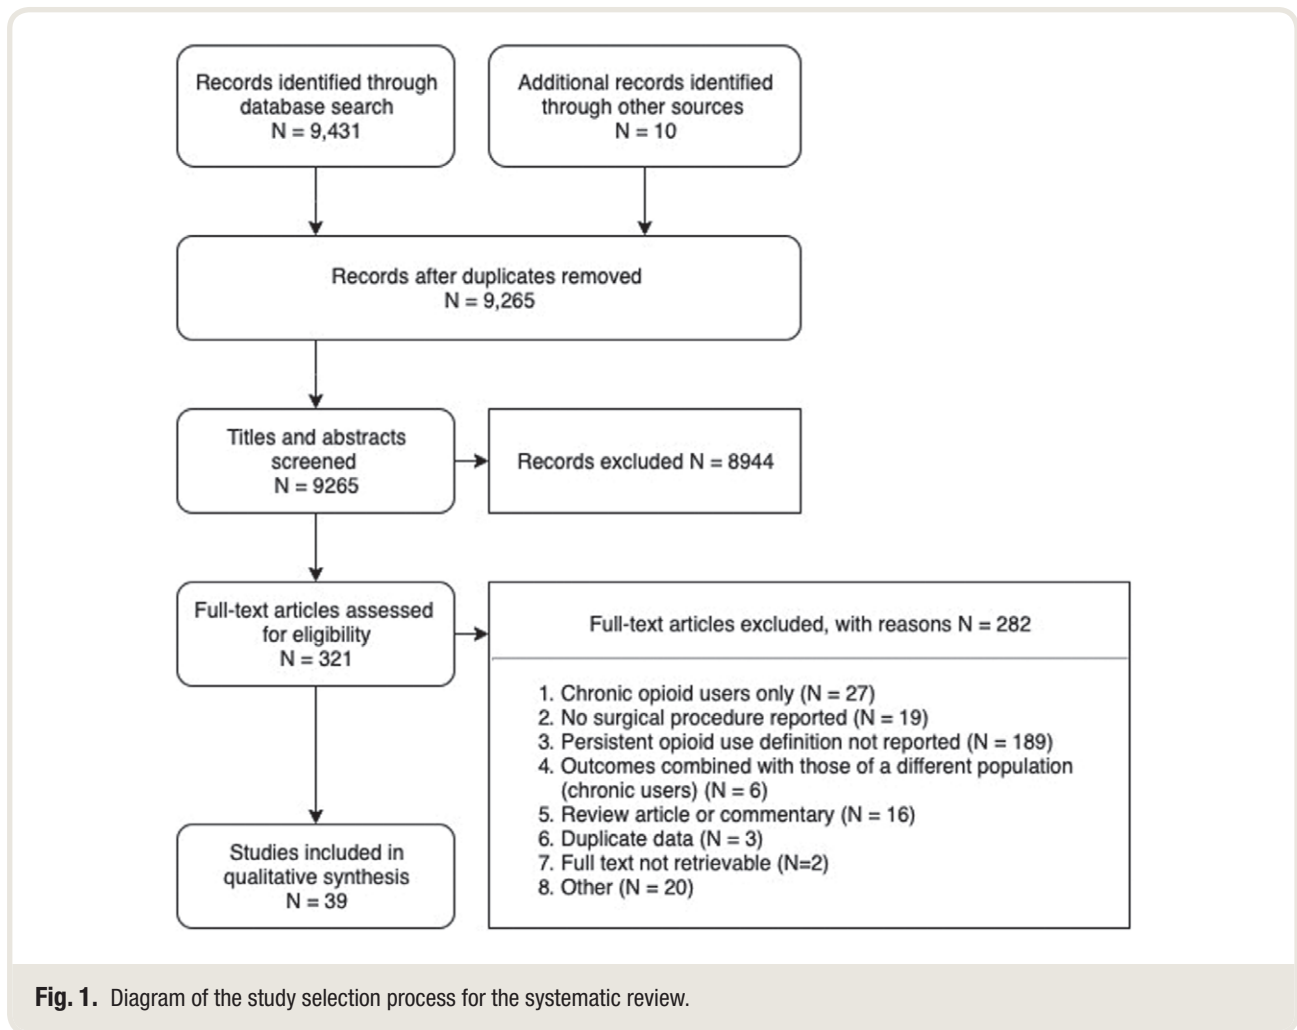 Records identified through
database search
N = 9,431
Additional records identified
through other sources
N = 10
Records after duplicates removed
N = 9,265
Titles and abstracts
screened
N = 9265
Records excluded N = 8944
Full-text articles assessed
for eligibility
N = 321
Full-text articles excluded, with reasons N = 282
1. Chronic opioid users only (N = 27)
2. No surgical procedure reported (N = 19)
3. Persistent opioid use definition not reported (N = 189)
4. Outcomes combined with those of a different population
(chronic users) (N = 6)
5. Review article or commentary (N = 16)
6. Duplicate data (N = 3)
7. Full text not retrievable (N=2)
8. Other (N = 20)
Studies included in
qualitative synthesis
N = 39
Fig. 1. Diagram of the study selection process for the systematic review.